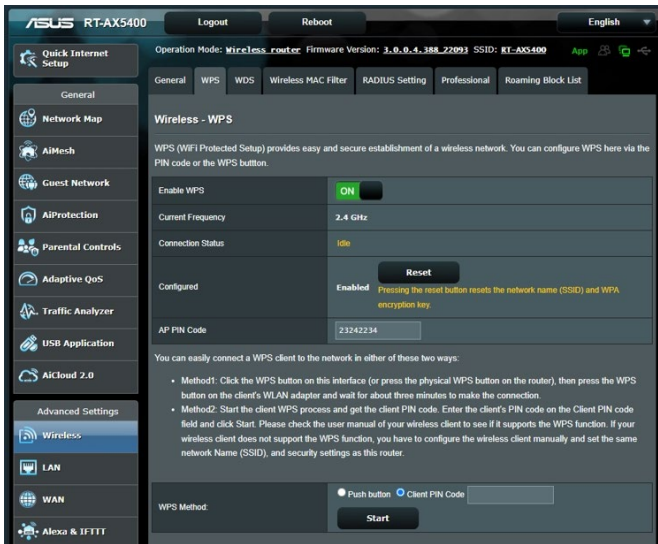 ASUS RT-AX5400 Logout Reboot English
Quick Internet Setup
Operation Mode: Wireless router Firmware Version: 3.0.0.4.388_22093 SSID: RT-AX5400 App
General WPS WDS Wireless MAC Filter RADIUS Setting Professional Roaming Block List
General
Network Map
AiMesh
Guest Network
AiProtection
Parental Controls
Adaptive QoS
Traffic Analyzer
USB Application
AiCloud 2.0
Advanced Settings
Wireless
LAN
WAN
Alexa & IFTTT
Wireless - WPS
WPS (WiFi Protected Setup) provides easy and secure establishment of a wireless network. You can configure WPS here via the
PIN code or the WPS buttton.
Enable WPS ON
Current Frequency 2.4 GHz
Connection Status Idle
Configured Enabled Reset
Pressing the reset button resets the network name (SSID) and WPA
encryption key.
AP PIN Code 23242234
You can easily connect a WPS client to the network in either of these two ways:
• Method1: Click the WPS button on this interface (or press the physical WPS button on the router), then press the WPS
button on the client's WLAN adapter and wait for about three minutes to make the connection.
• Method2: Start the client WPS process and get the client PIN code. Enter the client's PIN code on the Client PIN code
field and click Start. Please check the user manual of your wireless client to see if it supports the WPS function. If your
wireless client does not support the WPS function, you have to configure the wireless client manually and set the same
network Name (SSID), and security settings as this router.
WPS Method: Push button Client PIN Code
Start